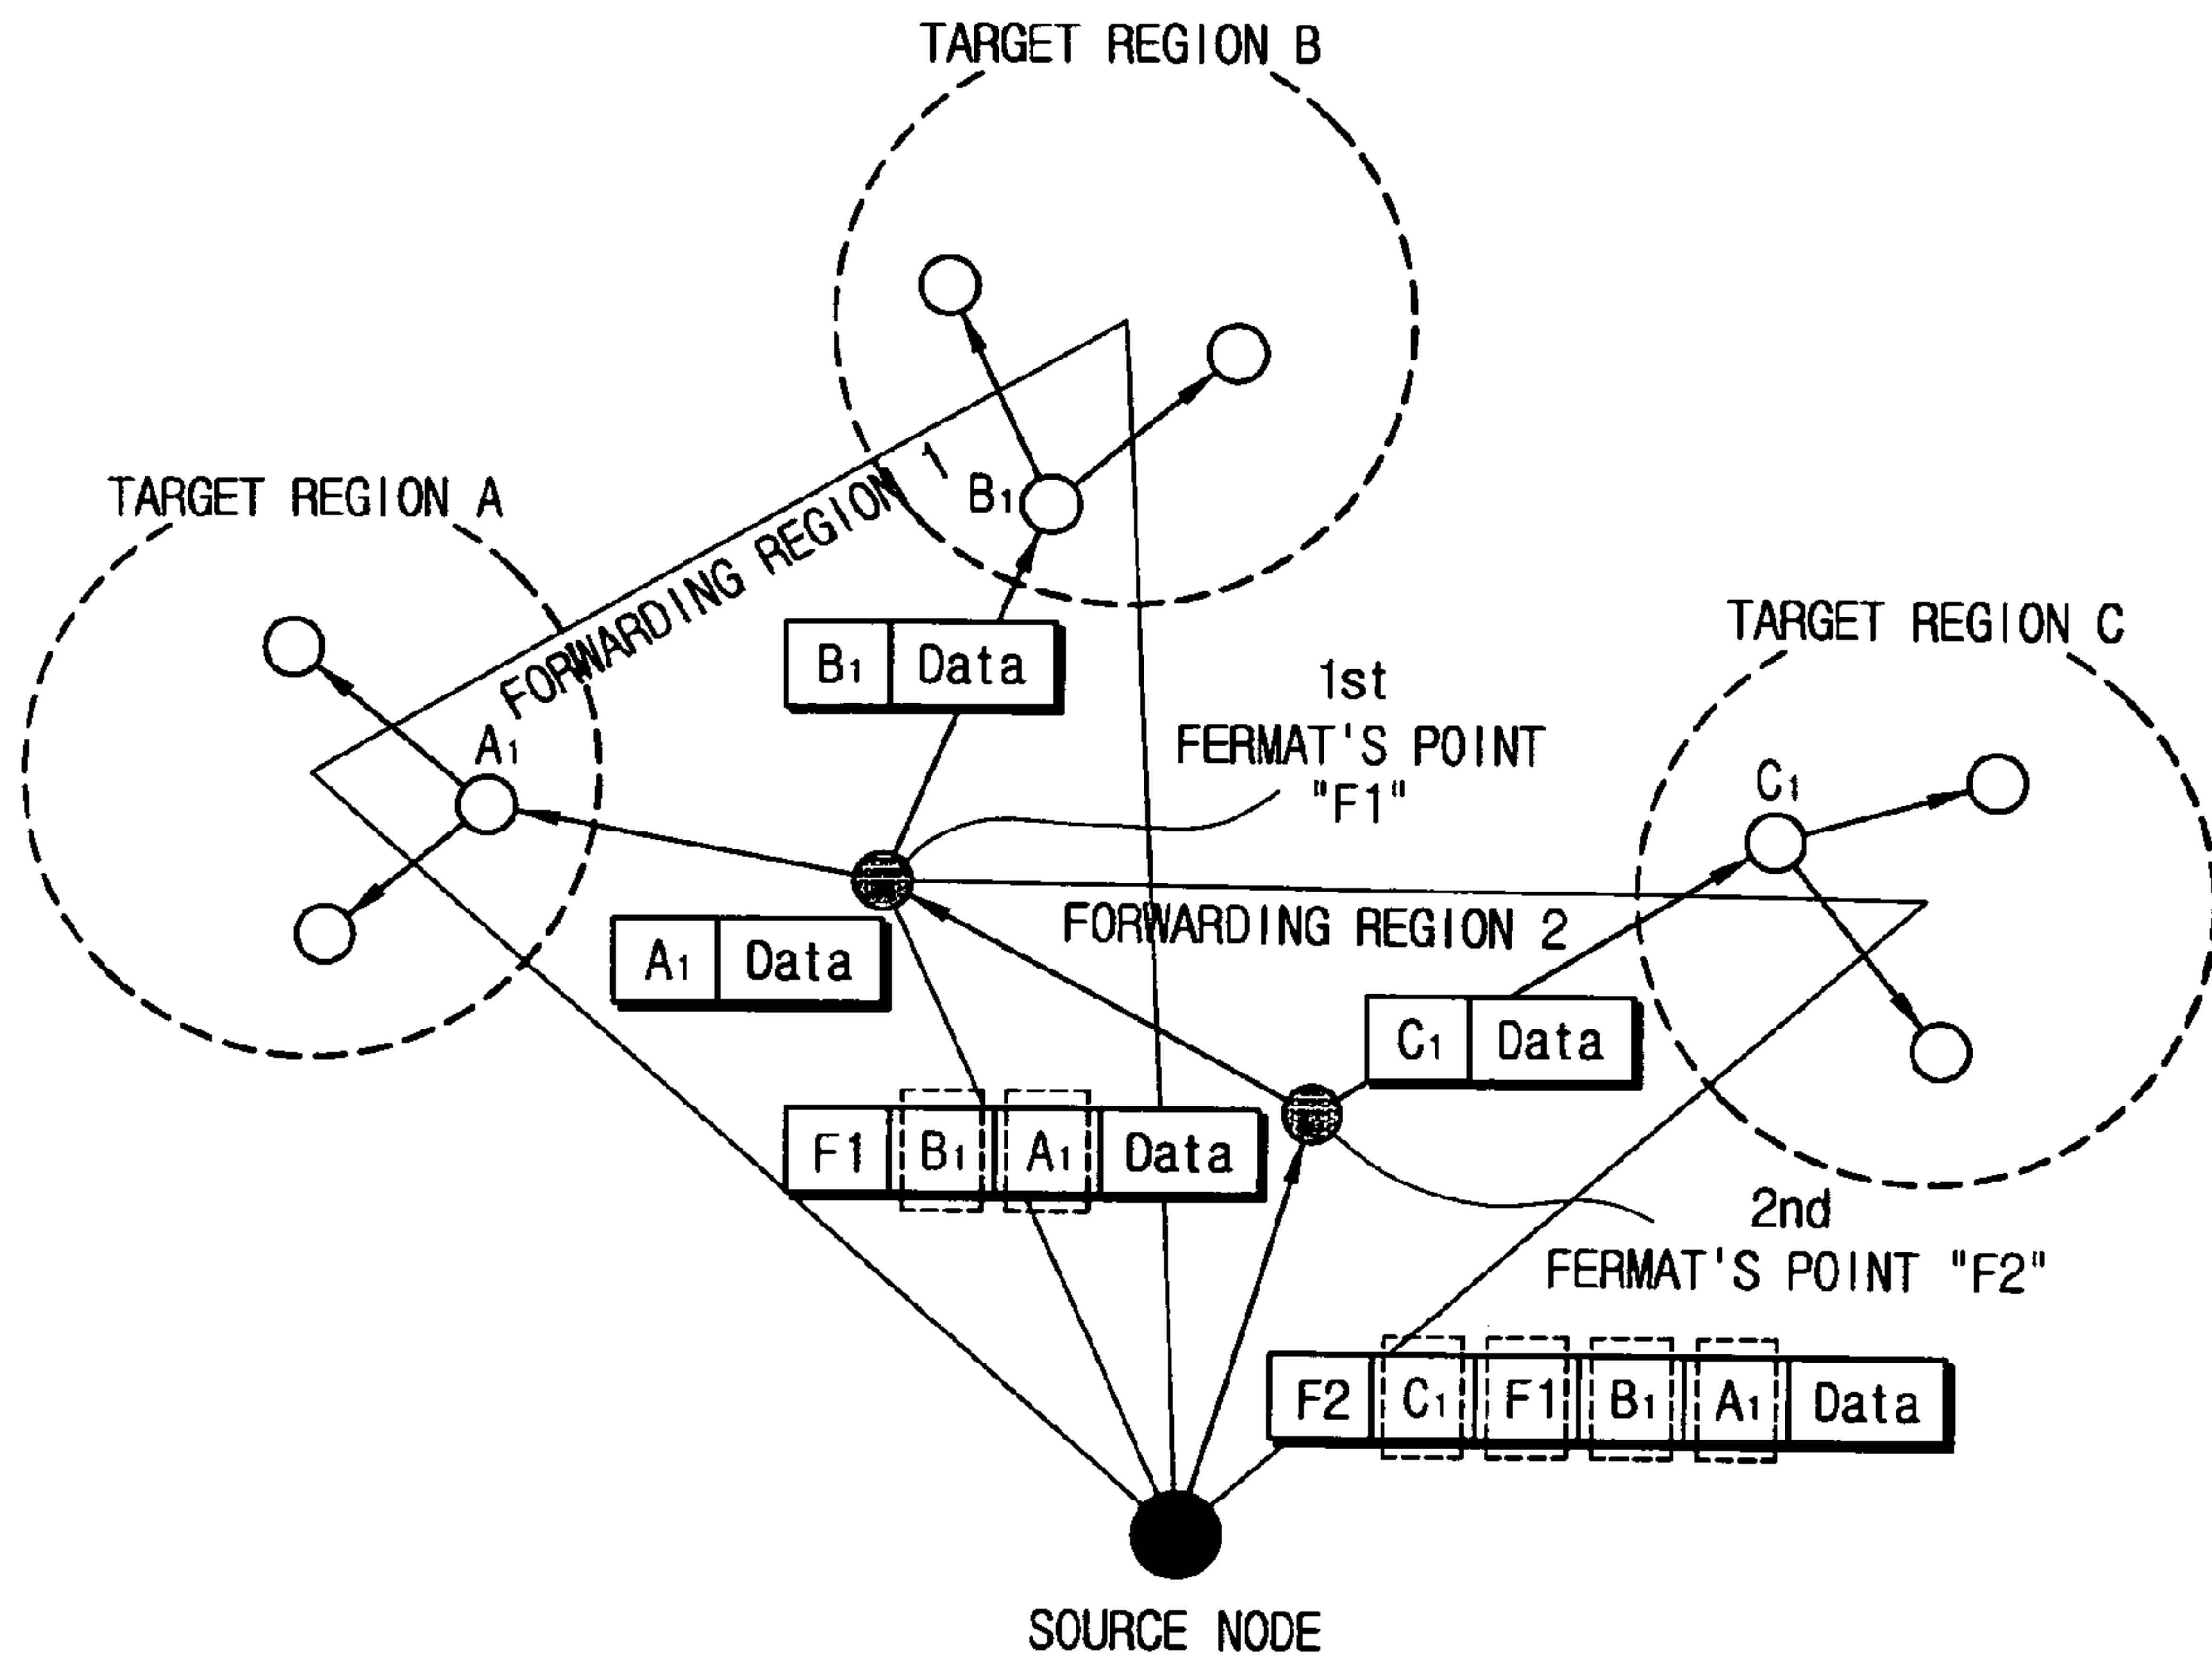 TARGET REGION B
TARGET REGION A
FORWARDING REGION 1
B1
TARGET REGION C
B1 Data
1st
FERMAT'S POINT
"F1"
A1
C1
FORWARDING REGION 2
A1 Data
C1 Data
F1 B1 A1 Data
2nd
FERMAT'S POINT "F2"
F2 C1 F1 B1 A1 Data
SOURCE NODE